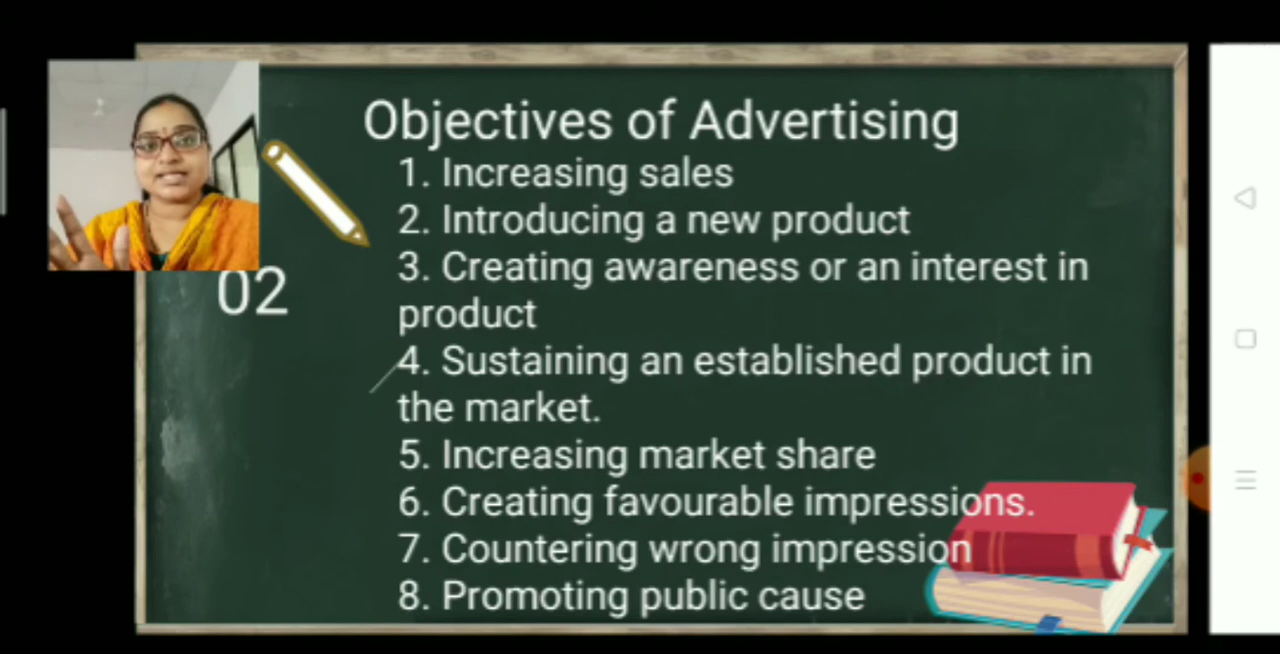 Objectives of Advertising
1. Increasing sales
2. Introducing a new product
3. Creating awareness or an interest in
product
02
4. Sustaining an established product in
the market.
5. Increasing market share
6. Creating favourable impressions.
7. Countering wrong impression
8. Promoting public cause